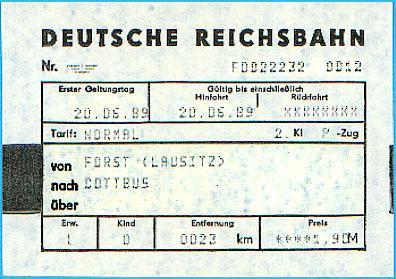 DEUTSCHE REICHSBAHN
Nr. FDD22232 0012
Erster Geltungstag Gültig bis einschließlich
Hinfahrt Rückfahrt
20.06.89 20.06.89 XXXXXXXX
Tarif: NORMAL 2. Kl P -Zug
von FORST (LAUSITZ)
nach COTTBUS
über
Erw. Kind Entfernung Preis
1 0 0023 km ****1,90M